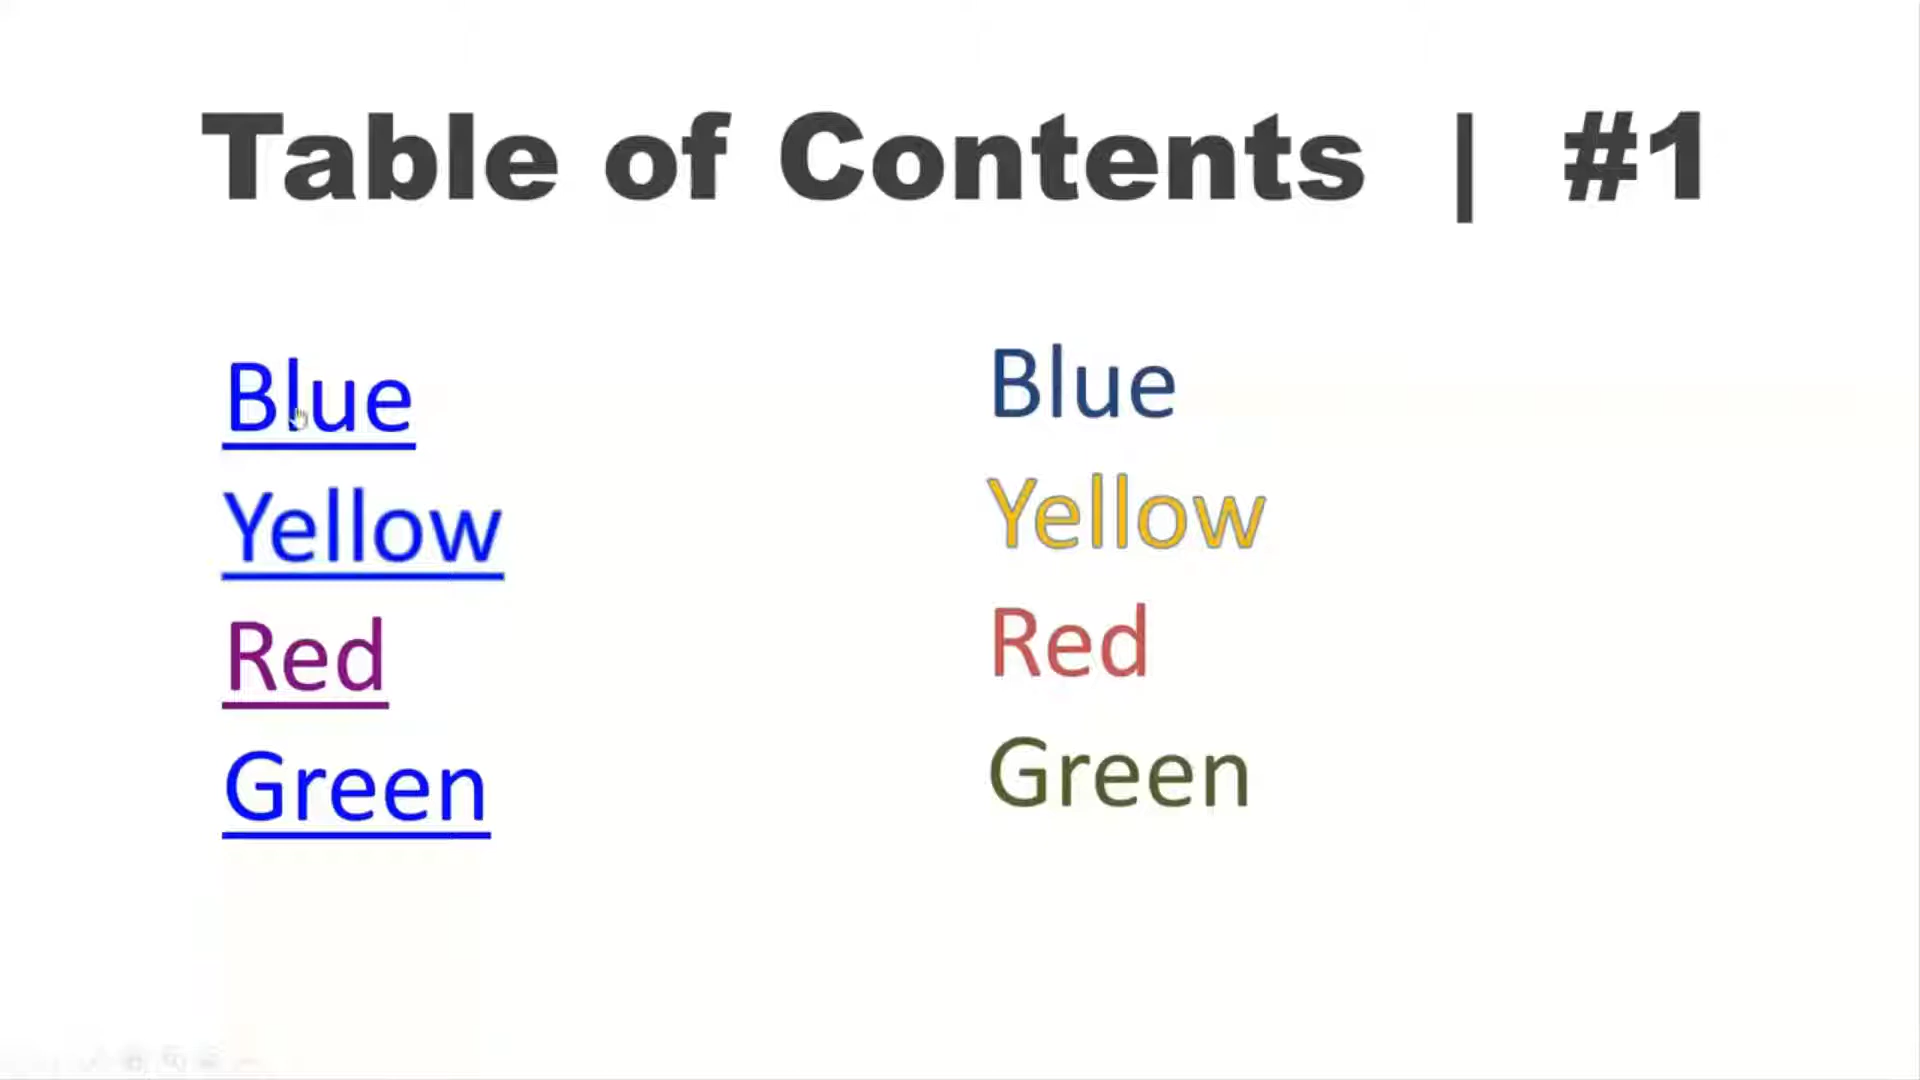 Table of Contents | #1
Blue
Yellow
Red
Green
Blue
Yellow
Red
Green